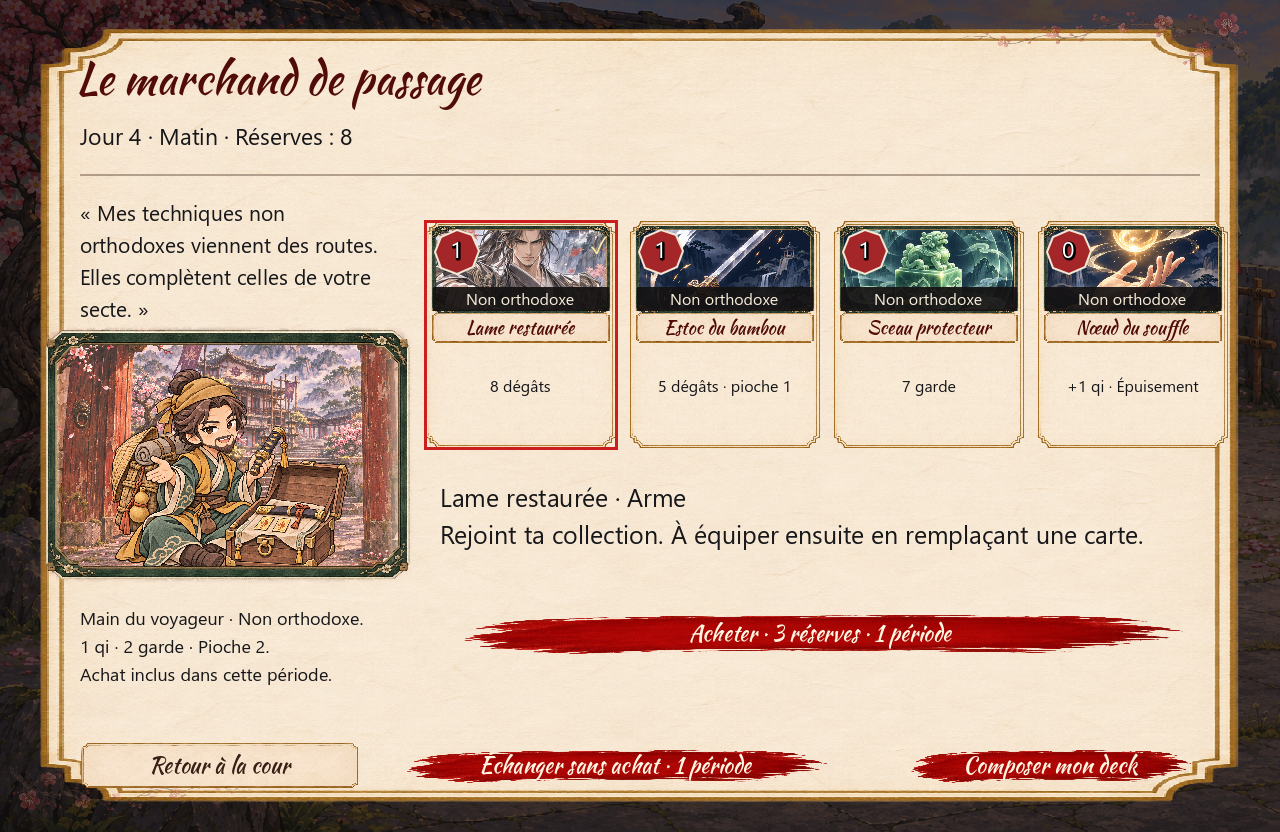 Le marchand de passage
Jour 4 · Matin · Réserves : 8
« Mes techniques non
orthodoxes viennent des routes.
Elles complètent celles de votre
secte. »
1
Non orthodoxe
Lame restaurée
8 dégâts
1
Non orthodoxe
Estoc du bambou
5 dégâts · pioche 1
1
Non orthodoxe
Sceau protecteur
7 garde
0
Non orthodoxe
Nœud du souffle
+1 qi · Épuisement
Lame restaurée · Arme
Rejoint ta collection. À équiper ensuite en remplaçant une carte.
Acheter · 3 réserves · 1 période
Main du voyageur · Non orthodoxe.
1 qi · 2 garde · Pioche 2.
Achat inclus dans cette période.
Retour à la cour
Echanger sans achat · 1 période
Composer mon deck